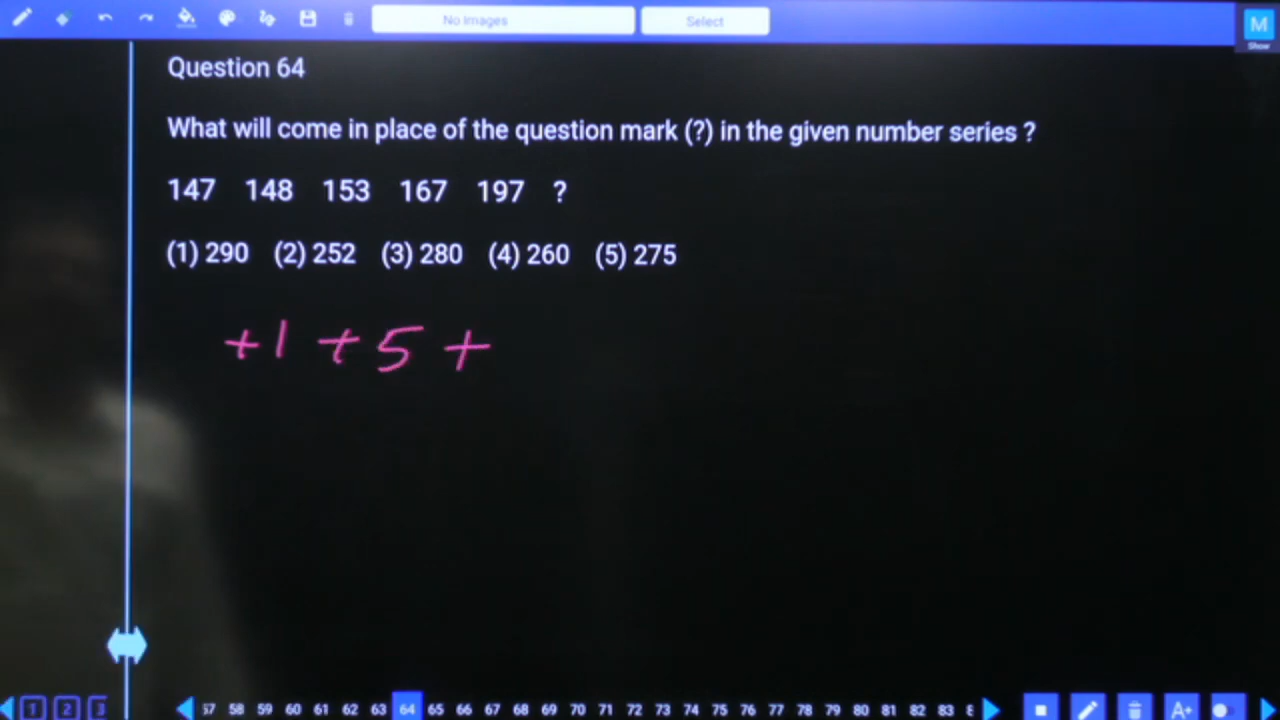 No Images Select M
Show
Question 64
What will come in place of the question mark (?) in the given number series ?
147 148 153 167 197 ?
(1) 290 (2) 252 (3) 280 (4) 260 (5) 275
+1 +5 +
1 2 3 57 58 59 60 61 62 63 64 65 66 67 68 69 70 71 72 73 74 75 76 77 78 79 80 81 82 83 A+